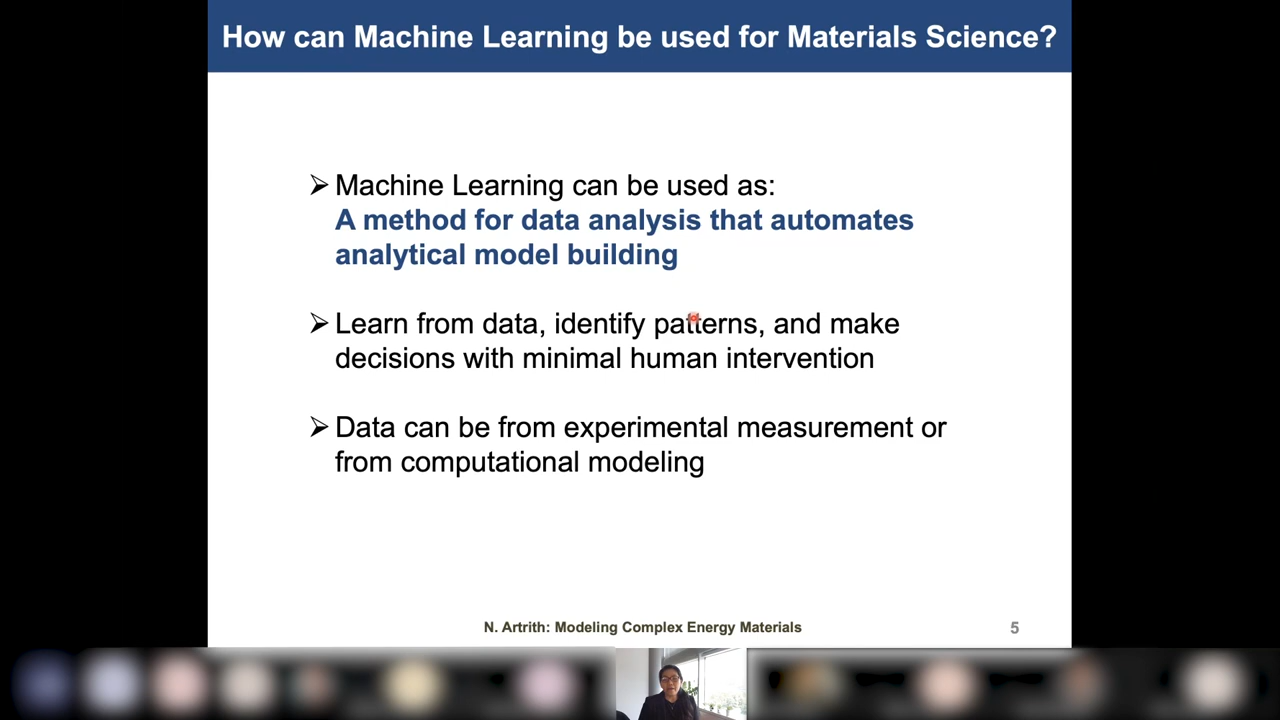 How can Machine Learning be used for Materials Science?
➢ Machine Learning can be used as:
A method for data analysis that automates
analytical model building
➢ Learn from data, identify patterns, and make
decisions with minimal human intervention
➢ Data can be from experimental measurement or
from computational modeling
N. Artrith: Modeling Complex Energy Materials
5